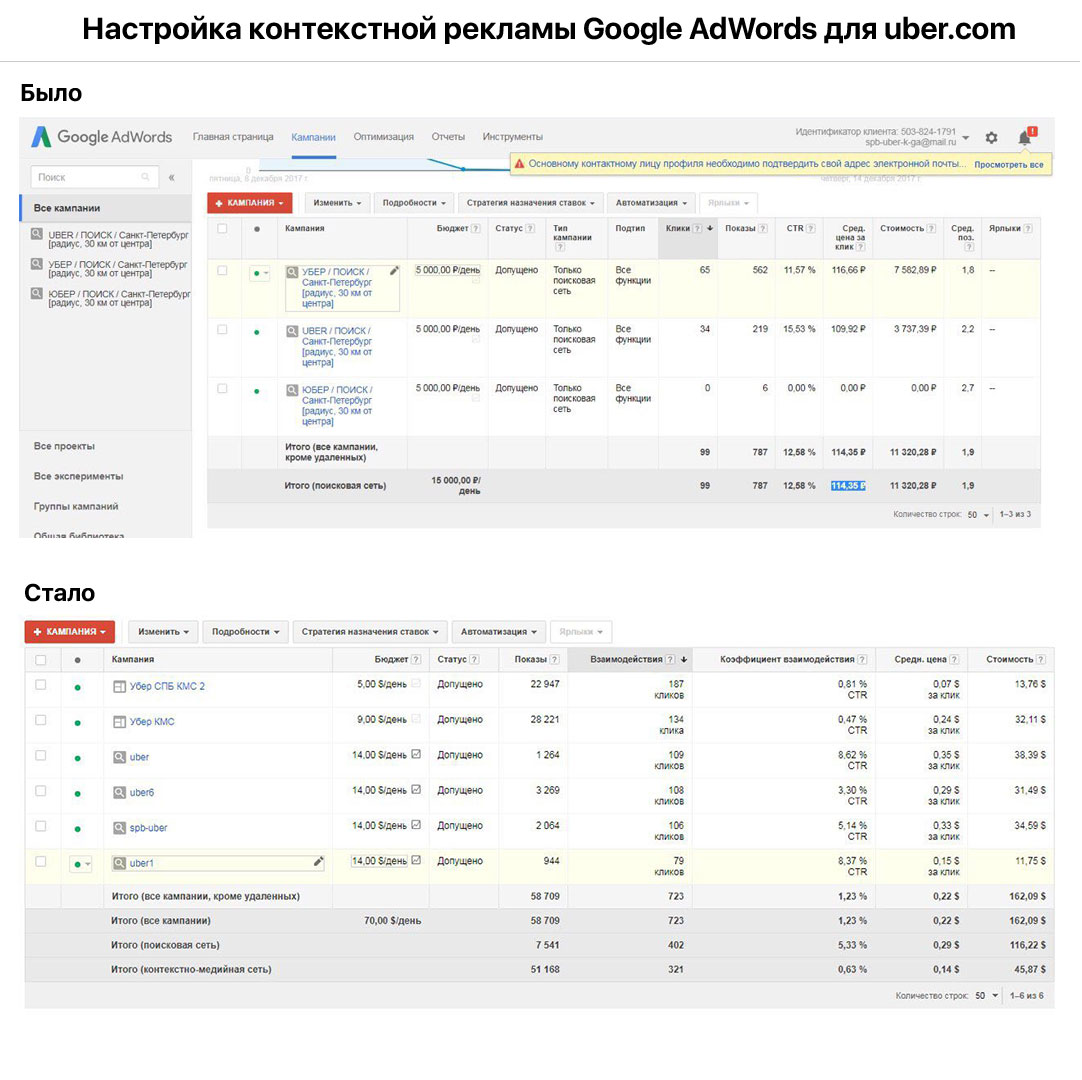 Настройка контекстной рекламы Google AdWords для uber.com
Было
Google AdWords Главная страница Кампании Оптимизация Отчеты Инструменты
Идентификатор клиента: 503-824-1791
spb-uber-k-ga@mail.ru
!
Основному контактному лицу профиля необходимо подтвердить свой адрес электронной почты... Просмотреть все
0
пятница, 8 декабря 2017 г. четверг, 14 декабря 2017 г.
Поиск «
Все кампании
UBER / ПОИСК / Санкт-Петербург
[радиус, 30 км от центра)
УБЕР / ПОИСК / Санкт-Петербург
[радиус, 30 км от центра)
ЮБЕР / ПОИСК / Санкт-Петербург
[радиус, 30 км от центра)
Все проекты
Все эксперименты
Группы кампаний
Общая библиотека
+ КАМПАНИЯ Изменить Подробности Стратегия назначения ставок Автоматизация Ярлыки
Кампания Бюджет ? Статус ? Тип кампании ? Подтип Клики ? Показы ? CTR ? Сред. цена за клик ? Стоимость ? Сред. поз. ? Ярлыки ?
УБЕР / ПОИСК / Санкт-Петербург [радиус, 30 км от центра] 5 000,00 ₽/день Допущено Только поисковая сеть Все функции 65 562 11,57 % 116,66 ₽ 7 582,89 ₽ 1,8 --
UBER / ПОИСК / Санкт-Петербург [радиус, 30 км от центра] 5 000,00 ₽/день Допущено Только поисковая сеть Все функции 34 219 15,53 % 109,92 ₽ 3 737,39 ₽ 2,2 --
ЮБЕР / ПОИСК / Санкт-Петербург [радиус, 30 км от центра] 5 000,00 ₽/день Допущено Только поисковая сеть Все функции 0 6 0,00 % 0,00 ₽ 0,00 ₽ 2,7 --
Итого (все кампании, кроме удаленных) 99 787 12,58 % 114,35 ₽ 11 320,28 ₽ 1,9
Итого (поисковая сеть) 15 000,00 ₽/день 99 787 12,58 % 114,35 ₽ 11 320,28 ₽ 1,9
Количество строк: 50 1–3 из 3
Стало
+ КАМПАНИЯ Изменить Подробности Стратегия назначения ставок Автоматизация Ярлыки
Кампания Бюджет ? Статус ? Показы ? Взаимодействия ? Коэффициент взаимодействия ? Средн. цена ? Стоимость ?
Убер СПБ КМС 2 5,00 $/день Допущено 22 947 187 кликов 0,81 % CTR 0,07 $ за клик 13,76 $
Убер КМС 9,00 $/день Допущено 28 221 134 клика 0,47 % CTR 0,24 $ за клик 32,11 $
uber 14,00 $/день Допущено 1 264 109 кликов 8,62 % CTR 0,35 $ за клик 38,39 $
uber6 14,00 $/день Допущено 3 269 108 кликов 3,30 % CTR 0,29 $ за клик 31,49 $
spb-uber 14,00 $/день Допущено 2 064 106 кликов 5,14 % CTR 0,33 $ за клик 34,59 $
uber1 14,00 $/день Допущено 944 79 кликов 8,37 % CTR 0,15 $ за клик 11,75 $
Итого (все кампании, кроме удаленных) 58 709 723 1,23 % 0,22 $ 162,09 $
Итого (все кампании) 70,00 $/день 58 709 723 1,23 % 0,22 $ 162,09 $
Итого (поисковая сеть) 7 541 402 5,33 % 0,29 $ 116,22 $
Итого (контекстно-медийная сеть) 51 168 321 0,63 % 0,14 $ 45,87 $
Количество строк: 50 1–6 из 6